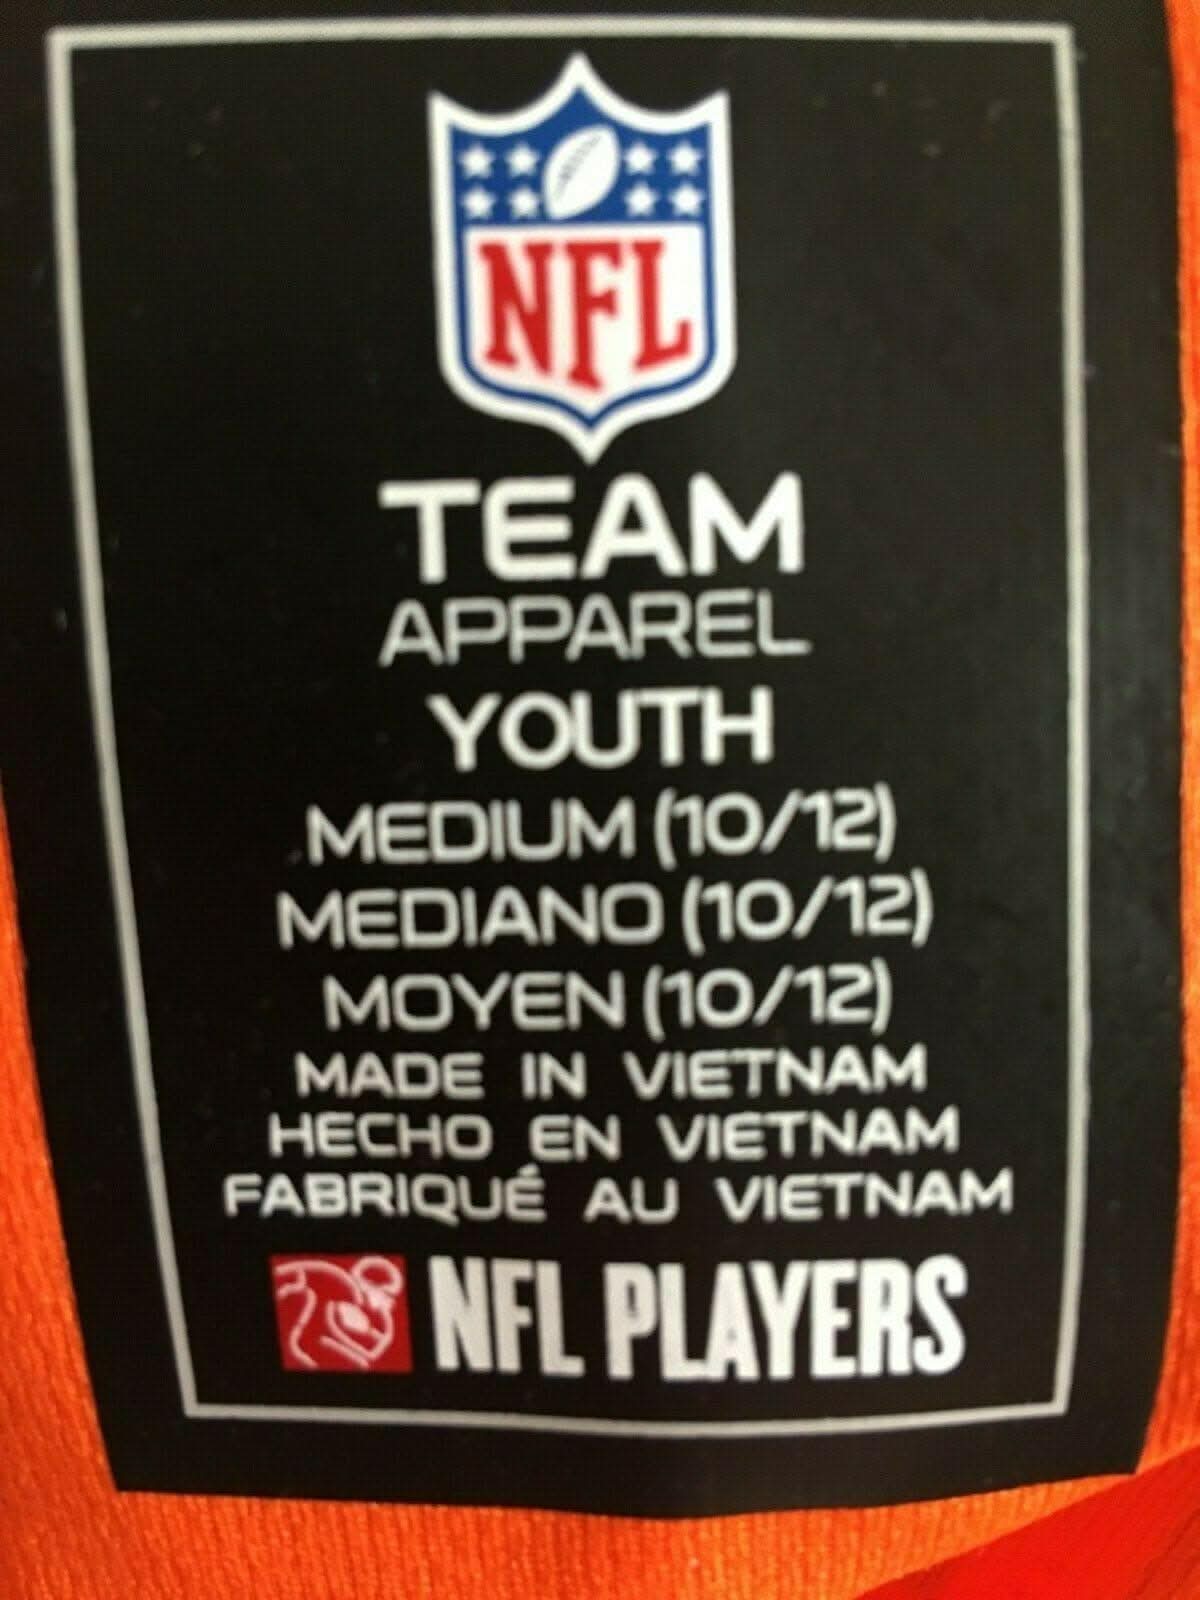 NFL
TEAM
APPAREL
YOUTH
MEDIUM (10/12)
MEDIANO (10/12)
MOYEN (10/12)
MADE IN VIETNAM
HECHO EN VIETNAM
FABRIQUÉ AU VIETNAM
NFL PLAYERS